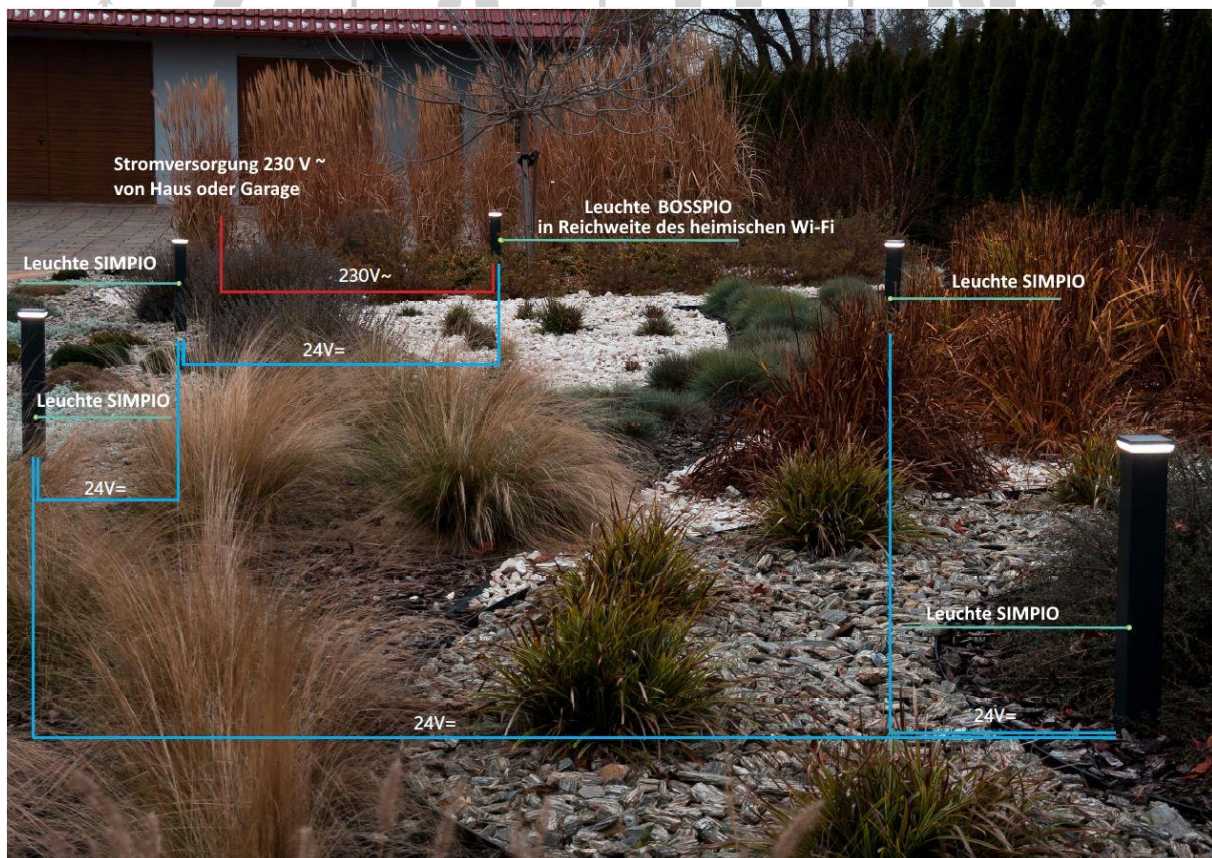 Stromversorgung 230 V ~
von Haus oder Garage
Leuchte BOSSPIO
in Reichweite des heimischen Wi-Fi
Leuchte SIMPIO
230V~
Leuchte SIMPIO
24V=
Leuchte SIMPIO
24V=
Leuchte SIMPIO
24V=
24V=